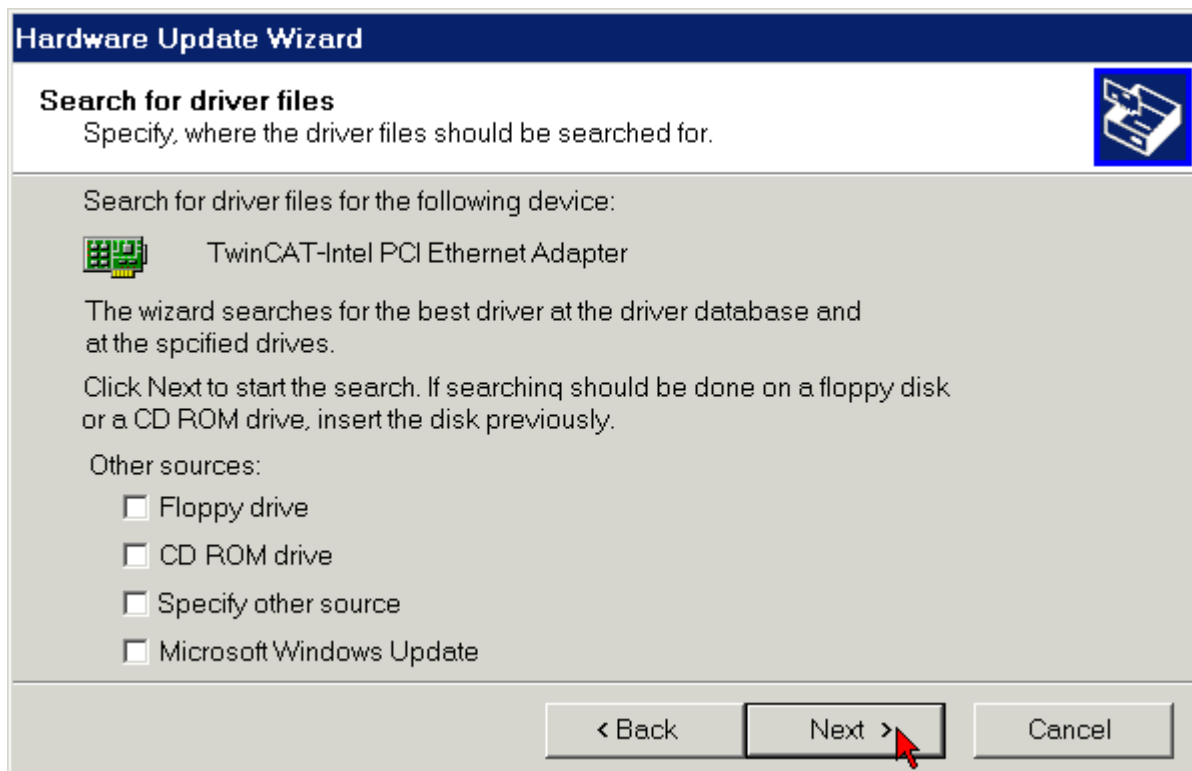 Hardware Update Wizard
Search for driver files
Specify, where the driver files should be searched for.
Search for driver files for the following device:
TwinCAT-Intel PCI Ethernet Adapter
The wizard searches for the best driver at the driver database and
at the spcified drives.
Click Next to start the search. If searching should be done on a floppy disk
or a CD ROM drive, insert the disk previously.
Other sources:
Floppy drive
CD ROM drive
Specify other source
Microsoft Windows Update
< Back Next > Cancel